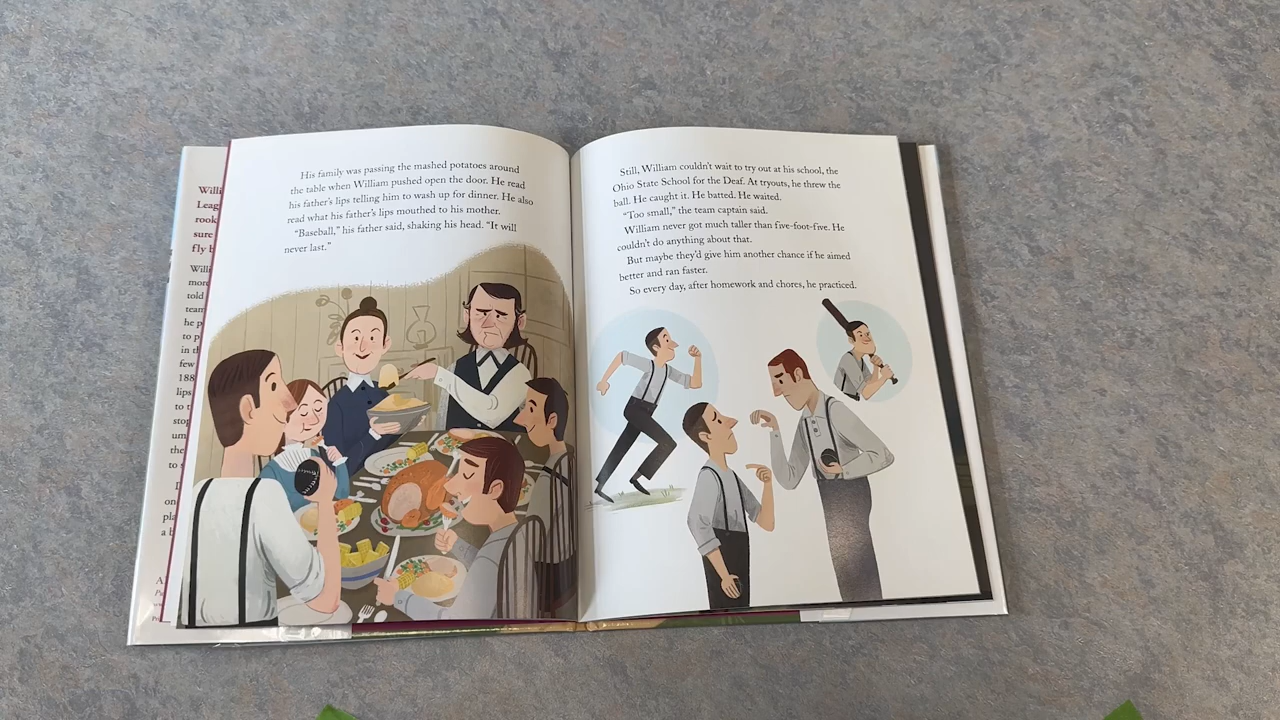 His family was passing the mashed potatoes around
the table when William pushed open the door. He read
his father's lips telling him to wash up for dinner. He also
read what his father's lips mouthed to his mother.
"Baseball," his father said, shaking his head. "It will
never last."
Still, William couldn't wait to try out at his school, the
Ohio State School for the Deaf. At tryouts, he threw the
ball. He caught it. He batted. He waited.
"Too small," the team captain said.
William never got much taller than five-foot-five. He
couldn't do anything about that.
But maybe they'd give him another chance if he aimed
better and ran faster.
So every day, after homework and chores, he practiced.